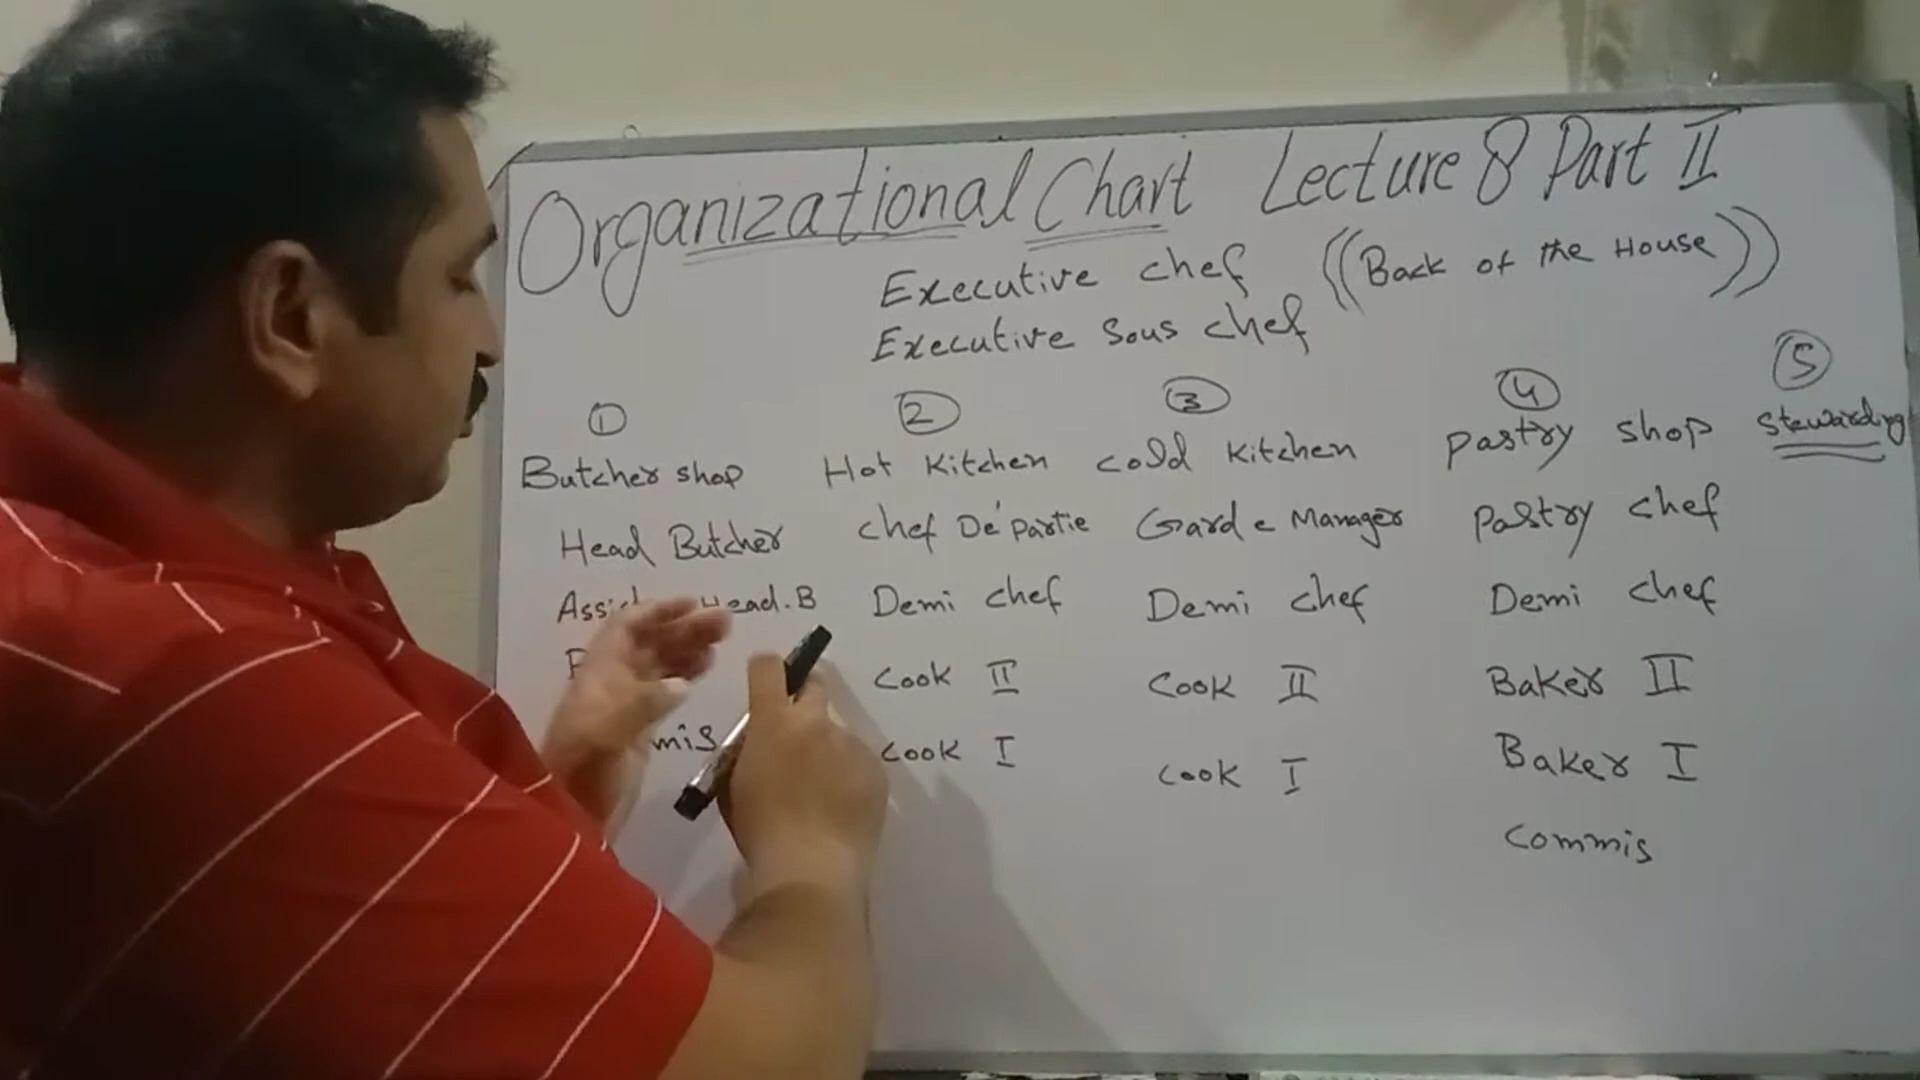 Organizational Chart Lecture 8 Part II
Executive chef ((Back of the House))
Executive Sous chef
1 2 3 4 5
Butcher shop Hot Kitchen cold Kitchen Pastry shop Stewarding
Head Butcher chef De'partie Garde Manager Pastry chef
Head.B Demi chef Demi chef Demi chef
Cook II Cook II Baker II
Cook I Cook I Baker I
Commis